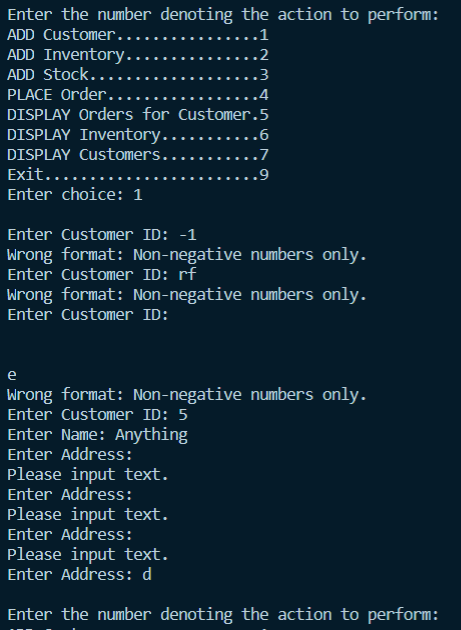 Enter the number denoting the action to perform:
ADD Customer................1
ADD Inventory...............2
ADD Stock...................3
PLACE Order.................4
DISPLAY Orders for Customer.5
DISPLAY Inventory...........6
DISPLAY Customers...........7
Exit........................9
Enter choice: 1
Enter Customer ID: -1
Wrong format: Non-negative numbers only.
Enter Customer ID: rf
Wrong format: Non-negative numbers only.
Enter Customer ID:
e
Wrong format: Non-negative numbers only.
Enter Customer ID: 5
Enter Name: Anything
Enter Address:
Please input text.
Enter Address:
Please input text.
Enter Address:
Please input text.
Enter Address: d
Enter the number denoting the action to perform: